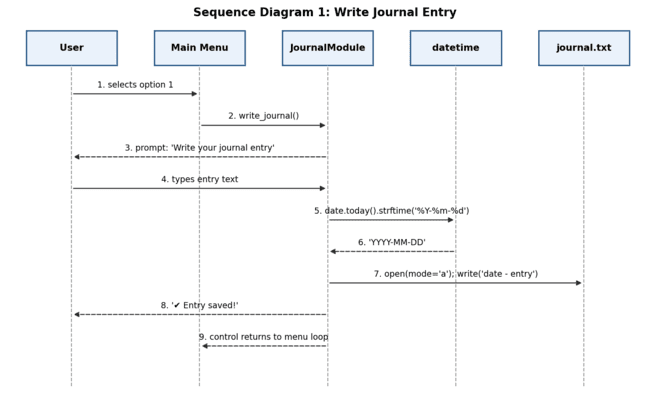 Sequence Diagram 1: Write Journal Entry
User
Main Menu
JournalModule
datetime
journal.txt
1. selects option 1
2. write_journal()
3. prompt: 'Write your journal entry'
4. types entry text
5. date.today().strftime('%Y-%m-%d')
6. 'YYYY-MM-DD'
7. open(mode='a'); write('date - entry')
8. '✔ Entry saved!'
9. control returns to menu loop